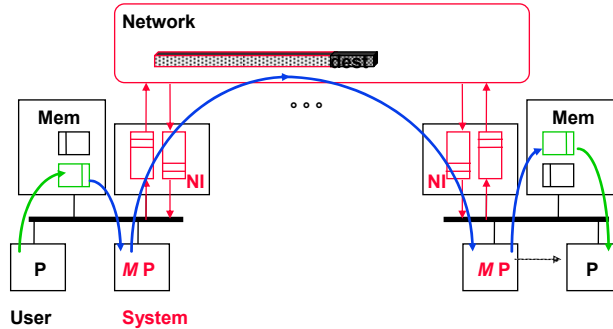 Network
dest
Mem
Mem
NI
NI
P
M P
M P
P
User
System